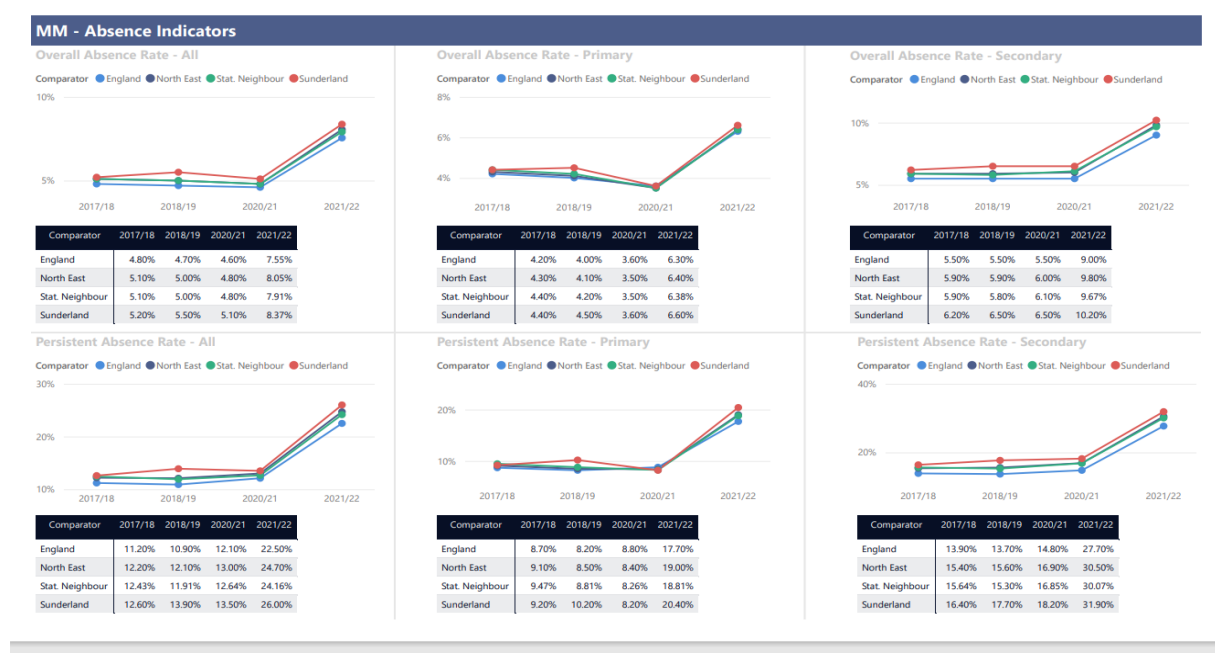 MM - Absence Indicators
Overall Absence Rate - All
Comparator England North East Stat. Neighbour Sunderland
10%
5%
2017/18 2018/19 2020/21 2021/22
Comparator 2017/18 2018/19 2020/21 2021/22
England 4.80% 4.70% 4.60% 7.55%
North East 5.10% 5.00% 4.80% 8.05%
Stat. Neighbour 5.10% 5.00% 4.80% 7.91%
Sunderland 5.20% 5.50% 5.10% 8.37%
Overall Absence Rate - Primary
Comparator England North East Stat. Neighbour Sunderland
8%
6%
4%
2017/18 2018/19 2020/21 2021/22
Comparator 2017/18 2018/19 2020/21 2021/22
England 4.20% 4.00% 3.60% 6.30%
North East 4.30% 4.10% 3.50% 6.40%
Stat. Neighbour 4.40% 4.20% 3.50% 6.38%
Sunderland 4.40% 4.50% 3.60% 6.60%
Overall Absence Rate - Secondary
Comparator England North East Stat. Neighbour Sunderland
10%
5%
2017/18 2018/19 2020/21 2021/22
Comparator 2017/18 2018/19 2020/21 2021/22
England 5.50% 5.50% 5.50% 9.00%
North East 5.90% 5.90% 6.00% 9.80%
Stat. Neighbour 5.90% 5.80% 6.10% 9.67%
Sunderland 6.20% 6.50% 6.50% 10.20%
Persistent Absence Rate - All
Comparator England North East Stat. Neighbour Sunderland
30%
20%
10%
2017/18 2018/19 2020/21 2021/22
Comparator 2017/18 2018/19 2020/21 2021/22
England 11.20% 10.90% 12.10% 22.50%
North East 12.20% 12.10% 13.00% 24.70%
Stat. Neighbour 12.43% 11.91% 12.64% 24.16%
Sunderland 12.60% 13.90% 13.50% 26.00%
Persistent Absence Rate - Primary
Comparator England North East Stat. Neighbour Sunderland
20%
10%
2017/18 2018/19 2020/21 2021/22
Comparator 2017/18 2018/19 2020/21 2021/22
England 8.70% 8.20% 8.80% 17.70%
North East 9.10% 8.50% 8.40% 19.00%
Stat. Neighbour 9.47% 8.81% 8.26% 18.81%
Sunderland 9.20% 10.20% 8.20% 20.40%
Persistent Absence Rate - Secondary
Comparator England North East Stat. Neighbour Sunderland
40%
20%
2017/18 2018/19 2020/21 2021/22
Comparator 2017/18 2018/19 2020/21 2021/22
England 13.90% 13.70% 14.80% 27.70%
North East 15.40% 15.60% 16.90% 30.50%
Stat. Neighbour 15.64% 15.30% 16.85% 30.07%
Sunderland 16.40% 17.70% 18.20% 31.90%